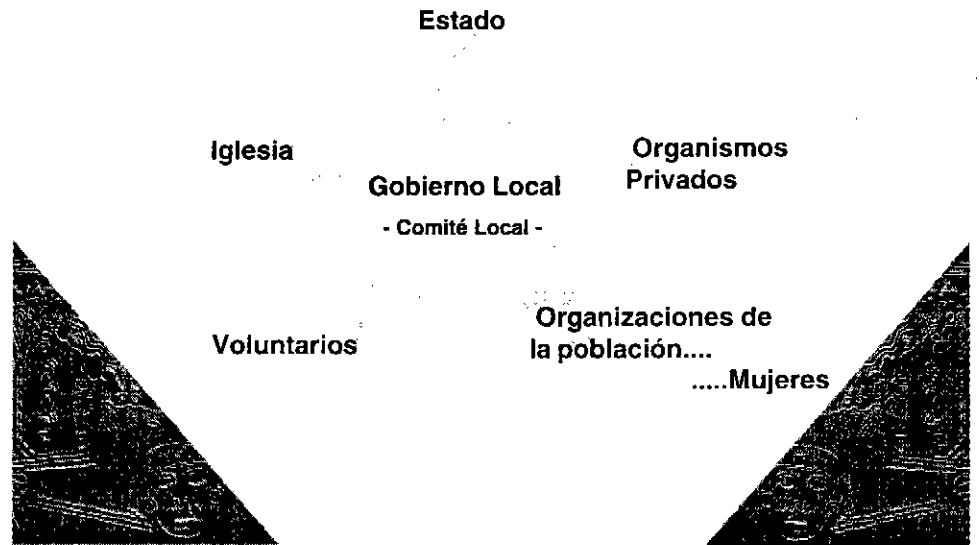 Estado
Iglesia
Organismos
Privados
Gobierno Local
- Comité Local -
Voluntarios
Organizaciones de
la población....
.....Mujeres